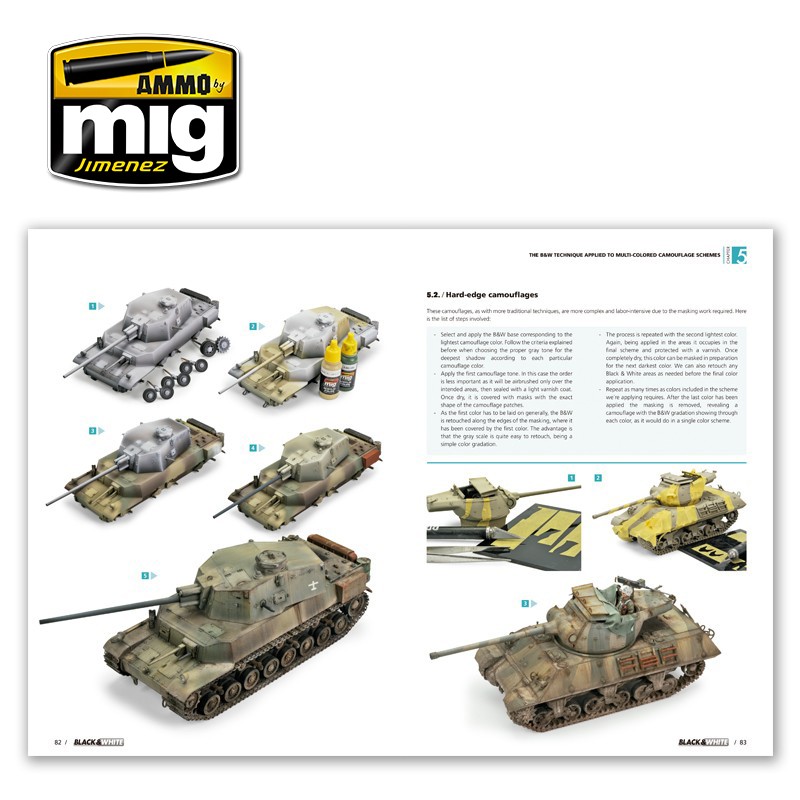 AMMO by
mig
Jimenez
THE B&W TECHNIQUE APPLIED TO MULTI-COLORED CAMOUFLAGE SCHEMES
CHAPTER 5
1
2
3
4
5
82 / BLACK&WHITE
5.2. / Hard-edge camouflages
These camouflages, as with more traditional techniques, are more complex and labor-intensive due to the masking work required. Here
is the list of steps involved:
- Select and apply the B&W base corresponding to the
lightest camouflage color. Follow the criteria explained
before when choosing the proper gray tone for the
deepest shadow according to each particular
camouflage color.
- Apply the first camouflage tone. In this case the order
is less important as it will be airbrushed only over the
intended areas, then sealed with a light varnish coat.
Once dry, it is covered with masks with the exact
shape of the camouflage patches.
- As the first color has to be laid on generally, the B&W
is retouched along the edges of the masking, where it
has been covered by the first color. The advantage is
that the gray scale is quite easy to retouch, being a
simple color gradation.
- The process is repeated with the second lightest color.
Again, being applied in the areas it occupies in the
final scheme and protected with a varnish. Once
completely dry, this color can be masked in preparation
for the next darkest color. We can also retouch any
Black & White areas as needed before the final color
application.
- Repeat as many times as colors included in the scheme
we're applying requires. After the last color has been
applied the masking is removed, revealing a
camouflage with the B&W gradation showing through
each color, as it would do in a single color scheme.
1
2
3
BLACK&WHITE / 83